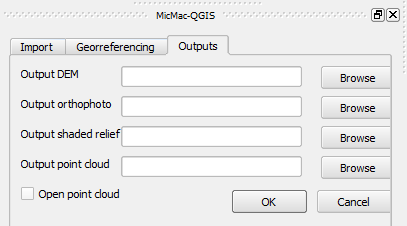 MicMac-QGIS
Import Georreferencing Outputs
Output DEM Browse
Output orthophoto Browse
Output shaded relief Browse
Output point cloud Browse
Open point cloud OK Cancel